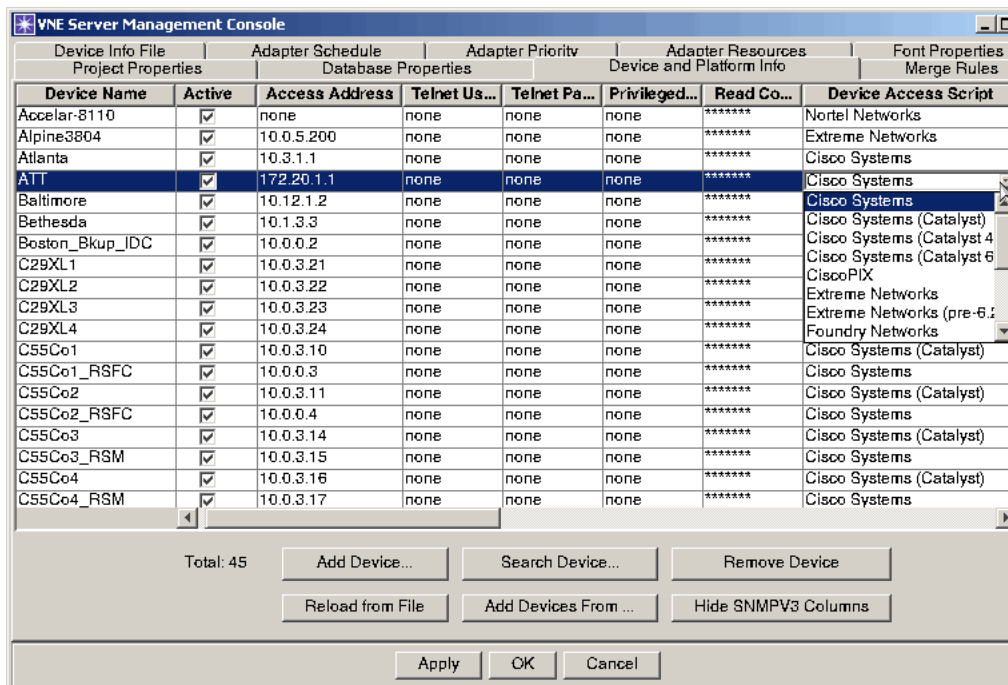 VNE Server Management Console
Device Info File Adapter Schedule Adapter Priority Adapter Resources Font Properties
Project Properties Database Properties Device and Platform Info Merge Rules
Device Name Active Access Address Telnet Us... Telnet Pa... Privileged... Read Co... Device Access Script
Accelar-8110 none none none none ******* Nortel Networks
Alpine3804 10.0.5.200 none none none ******* Extreme Networks
Atlanta 10.3.1.1 none none none ******* Cisco Systems
ATT 172.20.1.1 none none none ******* Cisco Systems
Baltimore 10.12.1.2 none none none ******* Cisco Systems
Bethesda 10.1.3.3 none none none ******* Cisco Systems (Catalyst)
Boston_Bkup_IDC 10.0.0.2 none none none ******* Cisco Systems (Catalyst 4
C29XL1 10.0.3.21 none none none ******* Cisco Systems (Catalyst 6
CiscoPIX
C29XL2 10.0.3.22 none none none ******* Extreme Networks
C29XL3 10.0.3.23 none none none ******* Extreme Networks (pre-6.2
C29XL4 10.0.3.24 none none none ******* Foundry Networks
C55Co1 10.0.3.10 none none none ******* Cisco Systems (Catalyst)
C55Co1_RSFC 10.0.0.3 none none none ******* Cisco Systems
C55Co2 10.0.3.11 none none none ******* Cisco Systems (Catalyst)
C55Co2_RSFC 10.0.0.4 none none none ******* Cisco Systems
C55Co3 10.0.3.14 none none none ******* Cisco Systems (Catalyst)
C55Co3_RSM 10.0.3.15 none none none ******* Cisco Systems
C55Co4 10.0.3.16 none none none ******* Cisco Systems (Catalyst)
C55Co4_RSM 10.0.3.17 none none none ******* Cisco Systems
Total: 45 Add Device... Search Device... Remove Device
Reload from File Add Devices From ... Hide SNMPV3 Columns
Apply OK Cancel